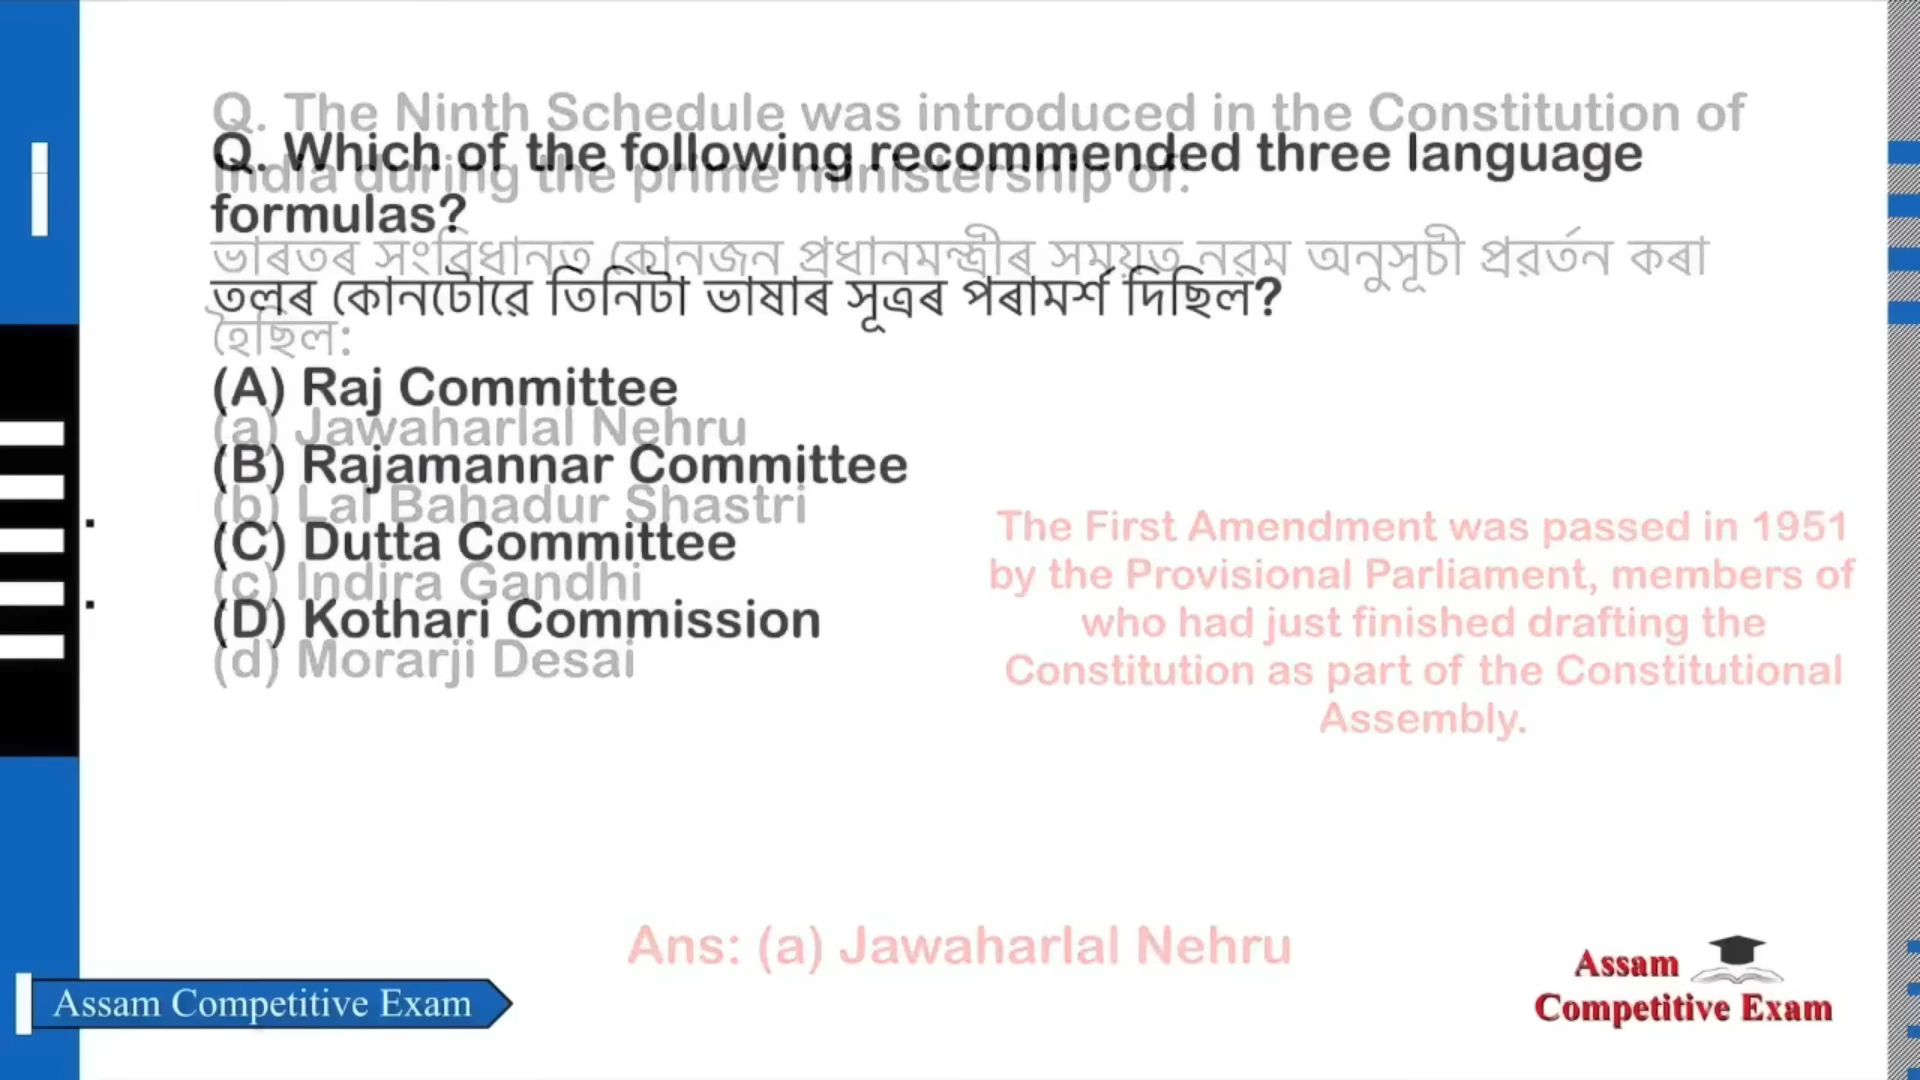 Q. The Ninth Schedule was introduced in the Constitution of
India during the prime ministership of:
ভাৰতৰ সংবিধানত কোনজন প্ৰধানমন্ত্ৰীৰ সময়ত নৱম অনুসূচী প্ৰৱৰ্তন কৰা
হৈছিল:
(a) Jawaharlal Nehru
(b) Lal Bahadur Shastri
(c) Indira Gandhi
(d) Morarji Desai
Q. Which of the following recommended three language
formulas?
তলৰ কোনটোৱে তিনিটা ভাষাৰ সূত্ৰৰ পৰামৰ্শ দিছিল?
(A) Raj Committee
(B) Rajamannar Committee
(C) Dutta Committee
(D) Kothari Commission
The First Amendment was passed in 1951
by the Provisional Parliament, members of
who had just finished drafting the
Constitution as part of the Constitutional
Assembly.
Ans: (a) Jawaharlal Nehru
Assam Competitive Exam
Assam
Competitive Exam